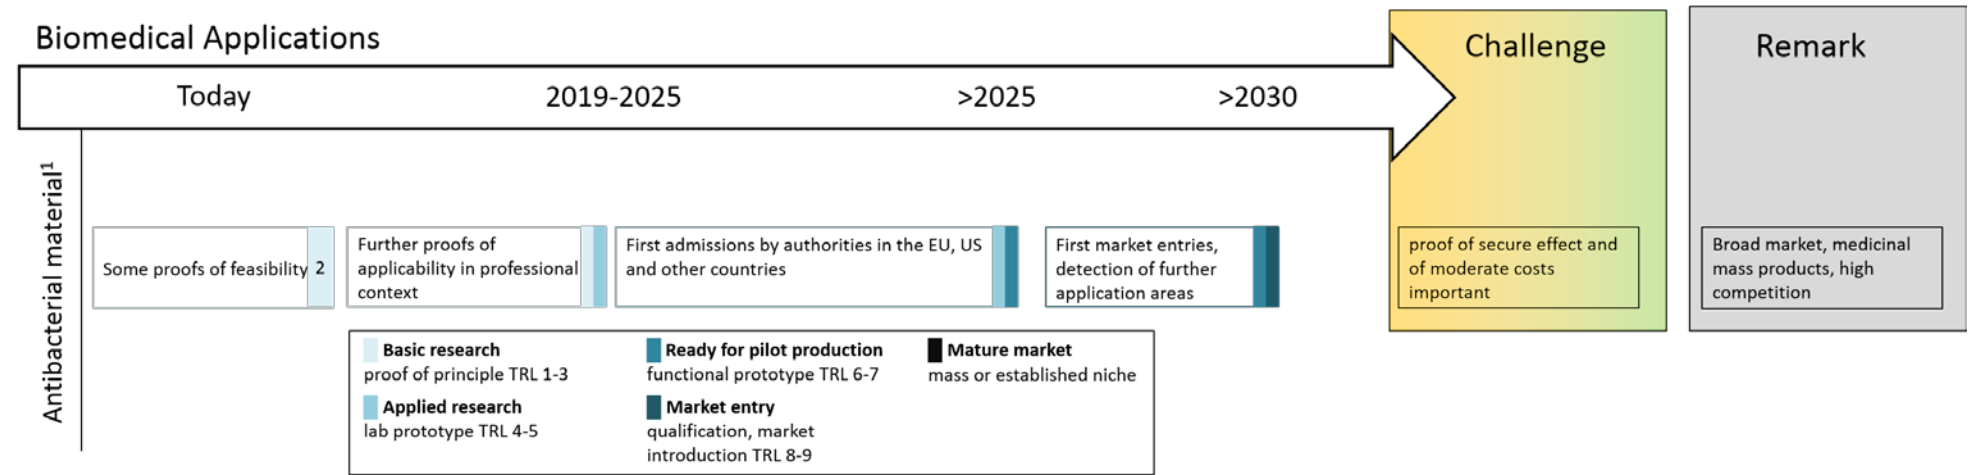 Biomedical Applications
Today
2019-2025
>2025
>2030
Challenge
Remark
Antibacterial material¹
Some proofs of feasibility 2
Further proofs of
applicability in professional
context
First admissions by authorities in the EU, US
and other countries
First market entries,
detection of further
application areas
proof of secure effect and
of moderate costs
important
Broad market, medicinal
mass products, high
competition
Basic research
proof of principle TRL 1-3
Applied research
lab prototype TRL 4-5
Ready for pilot production
functional prototype TRL 6-7
Market entry
qualification, market
introduction TRL 8-9
Mature market
mass or established niche